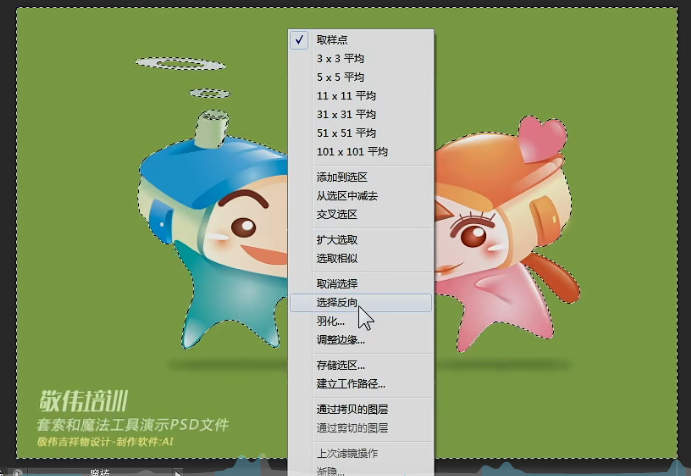 取样点
3 x 3 平均
5 x 5 平均
11 x 11 平均
31 x 31 平均
51 x 51 平均
101 x 101 平均
添加到选区
从选区中减去
交叉选区
扩大选取
选取相似
取消选择
选择反向
羽化...
调整边缘...
存储选区...
建立工作路径...
通过拷贝的图层
通过剪切的图层
上次滤镜操作
渐隐...
敬伟培训
套索和魔法工具演示PSD文件
敬伟吉祥物设计-制作软件:AI